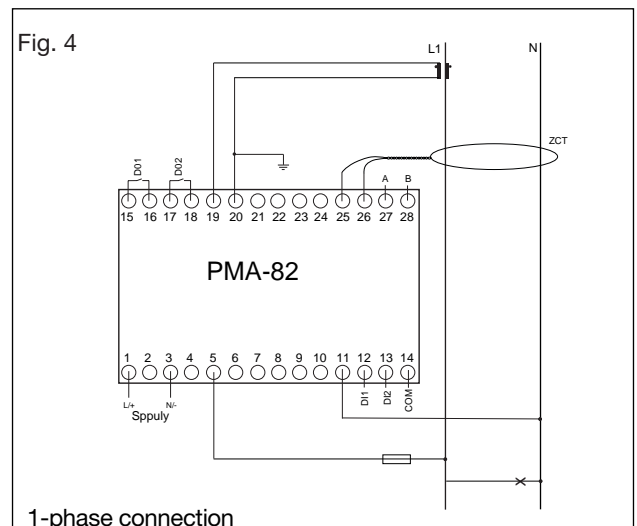 Fig. 4
L1
N
ZCT
D01
D02
A
B
15 16 17 18 19 20 21 22 23 24 25 26 27 28
PMA-82
1 2 3 4 5 6 7 8 9 10 11 12 13 14
L/+
N/-
DI1
DI2
COM
Sppuly
1-phase connection